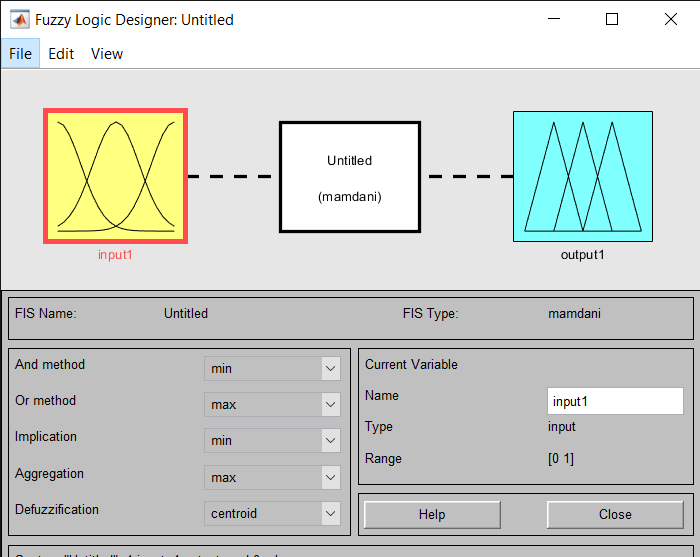 Fuzzy Logic Designer: Untitled
File Edit View
Untitled
(mamdani)
input1
output1
FIS Name: Untitled FIS Type: mamdani
And method min
Or method max
Implication min
Aggregation max
Defuzzification centroid
Current Variable
Name input1
Type input
Range [0 1]
Help Close